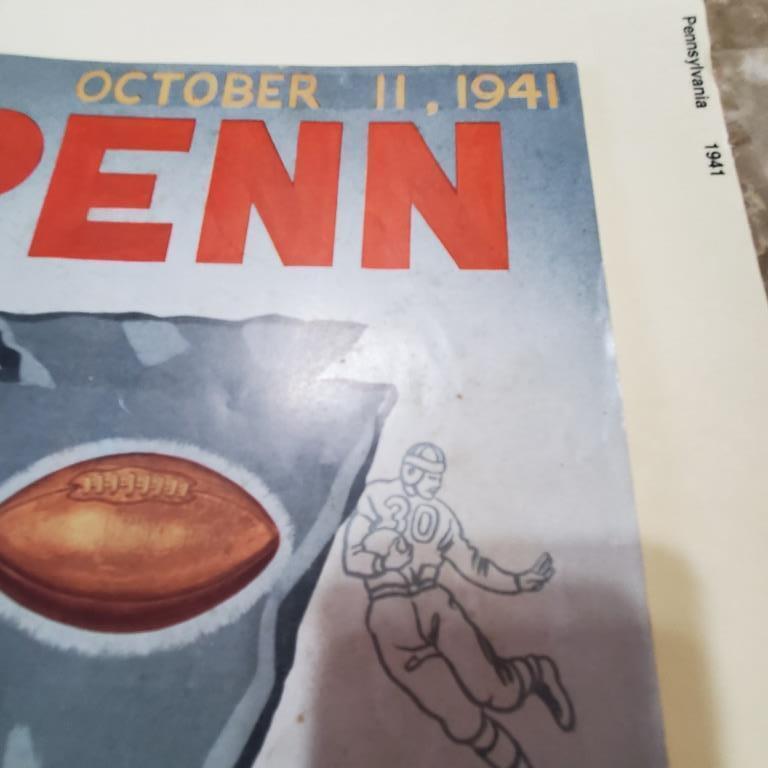 OCTOBER 11, 1941
PENN
30
Pennsylvania 1941